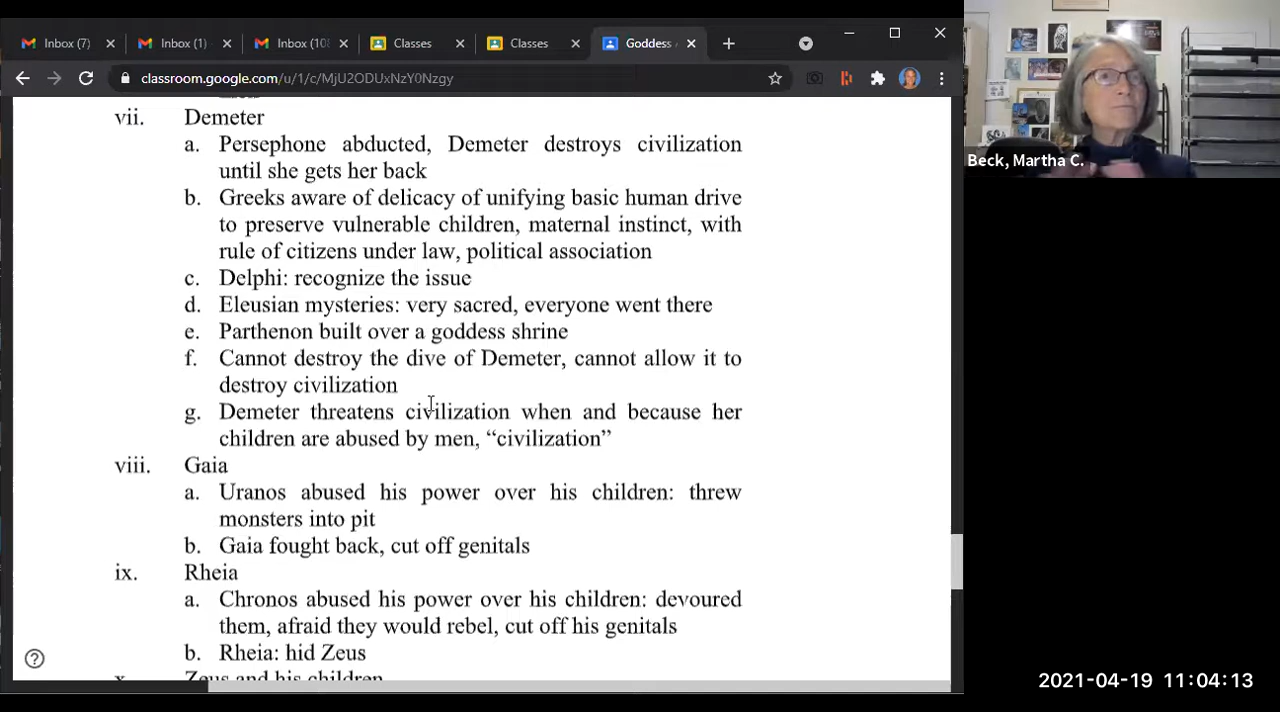 Inbox (7)
Inbox (1)
Inbox (10
Classes
Classes
Goddess
classroom.google.com/u/1/c/MjU2ODUxNzY0Nzgy
vii. Demeter
a. Persephone abducted, Demeter destroys civilization
until she gets her back
b. Greeks aware of delicacy of unifying basic human drive
to preserve vulnerable children, maternal instinct, with
rule of citizens under law, political association
c. Delphi: recognize the issue
d. Eleusian mysteries: very sacred, everyone went there
e. Parthenon built over a goddess shrine
f. Cannot destroy the dive of Demeter, cannot allow it to
destroy civilization
g. Demeter threatens civilization when and because her
children are abused by men, “civilization”
viii. Gaia
a. Uranos abused his power over his children: threw
monsters into pit
b. Gaia fought back, cut off genitals
ix. Rheia
a. Chronos abused his power over his children: devoured
them, afraid they would rebel, cut off his genitals
b. Rheia: hid Zeus
x. Zeus and his children
Beck, Martha C.
2021-04-19 11:04:13